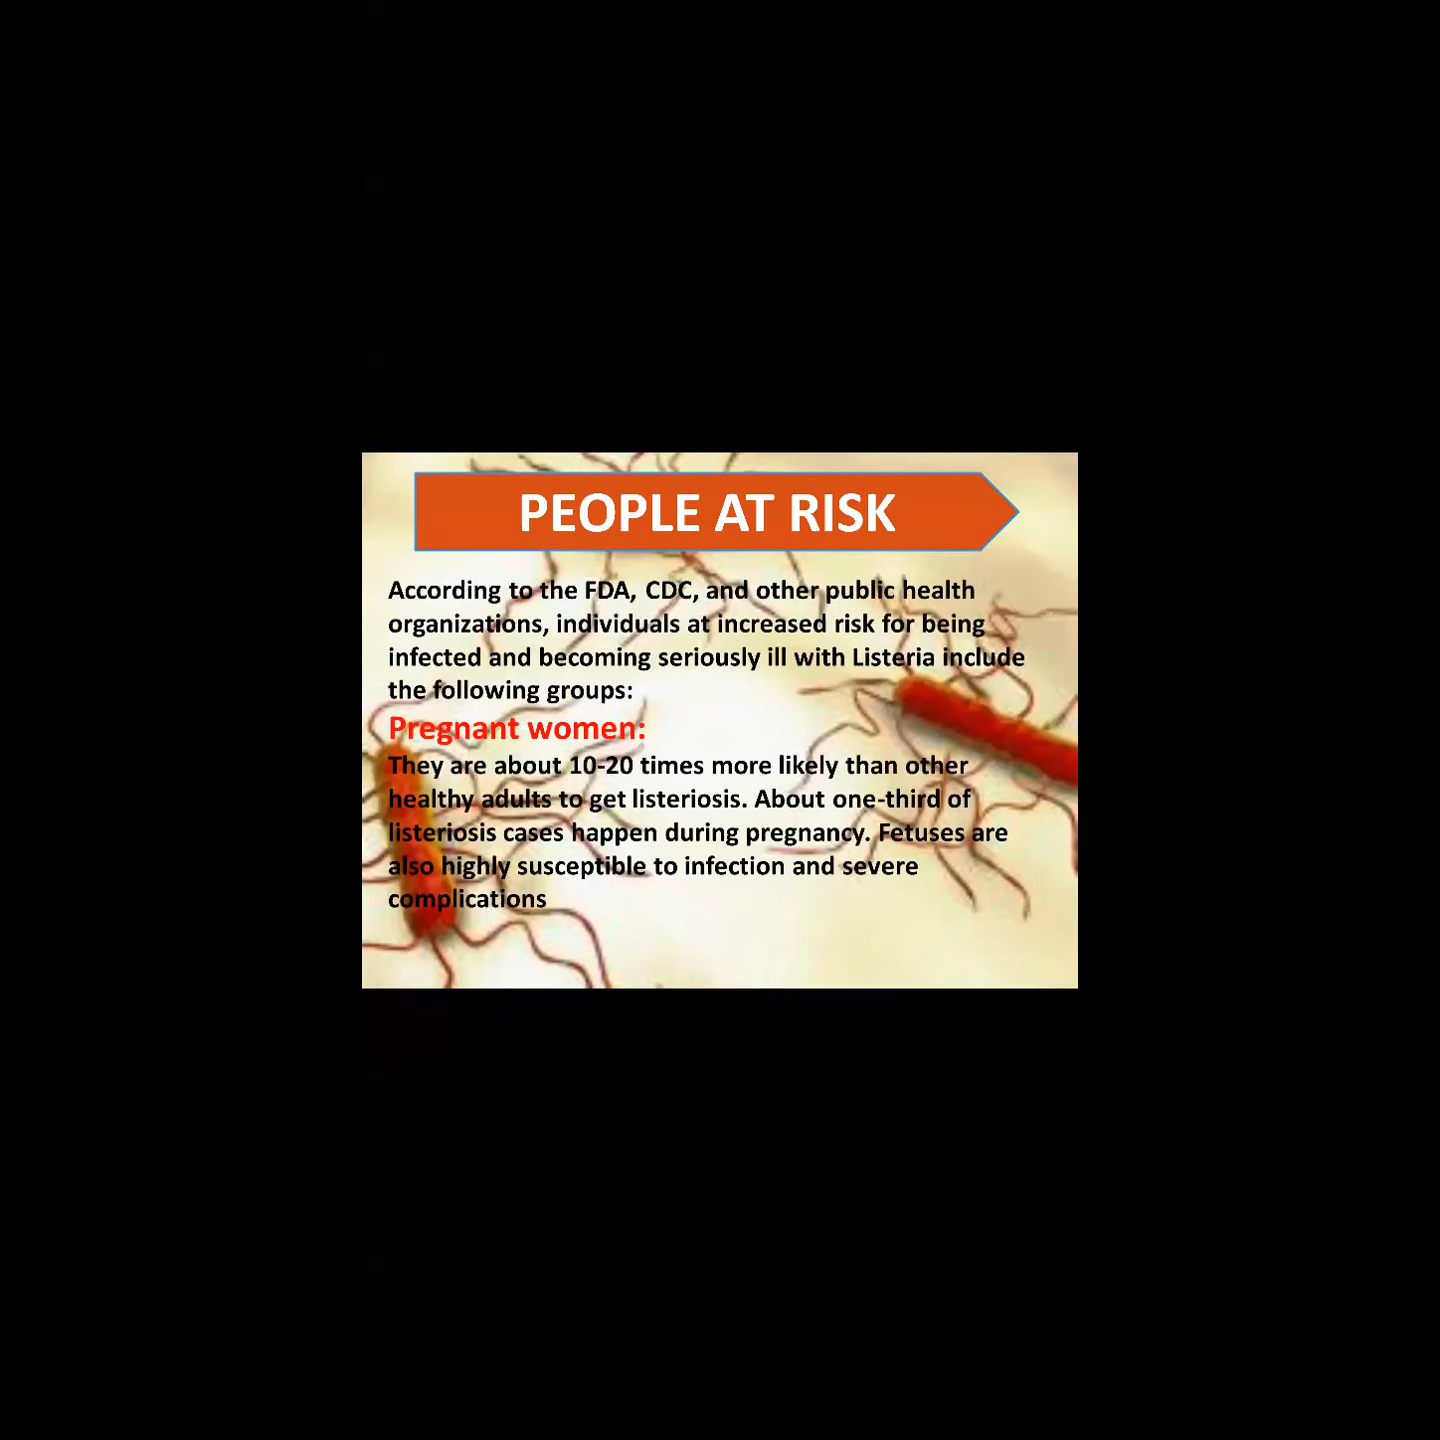 PEOPLE AT RISK
According to the FDA, CDC, and other public health
organizations, individuals at increased risk for being
infected and becoming seriously ill with Listeria include
the following groups:
Pregnant women:
They are about 10-20 times more likely than other
healthy adults to get listeriosis. About one-third of
listeriosis cases happen during pregnancy. Fetuses are
also highly susceptible to infection and severe
complications